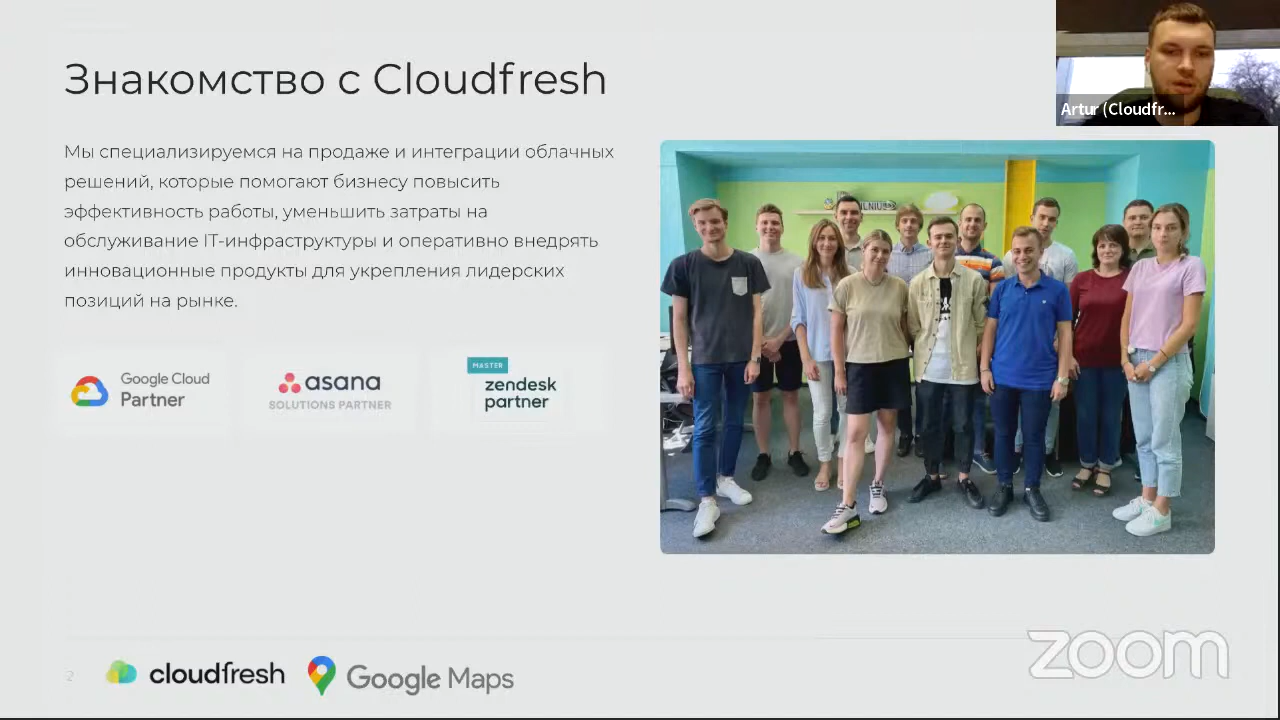 Знакомство с Cloudfresh
Artur (Cloudfr...
Мы специализируемся на продаже и интеграции облачных
решений, которые помогают бизнесу повысить
эффективность работы, уменьшить затраты на
обслуживание IT-инфраструктуры и оперативно внедрять
инновационные продукты для укрепления лидерских
позиций на рынке.
Google Cloud
Partner
asana
SOLUTIONS PARTNER
MASTER
zendesk
partner
2
cloudfresh
Google Maps
zoom